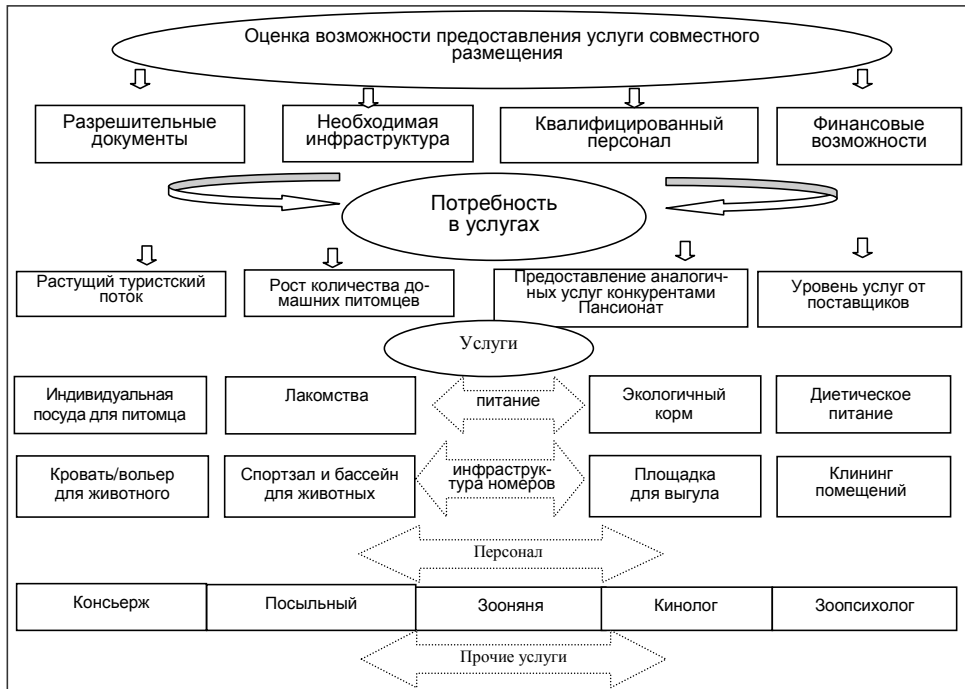 Оценка возможности предоставления услуги совместного
размещения
Разрешительные
документы
Необходимая
инфраструктура
Квалифицированный
персонал
Финансовые
возможности
Потребность
в услугах
Растущий туристский
поток
Рост количества до-
машних питомцев
Предоставление аналогич-
ных услуг конкурентами
Пансионат
Уровень услуг от
поставщиков
Услуги
Индивидуальная
посуда для питомца
Лакомства
питание
Экологичный
корм
Диетическое
питание
Кровать/вольер
для животного
Спортзал и бассейн
для животных
инфраструк-
тура номеров
Площадка
для выгула
Клининг
помещений
Персонал
Консьерж
Посыльный
Зооняня
Кинолог
Зоопсихолог
Прочие услуги